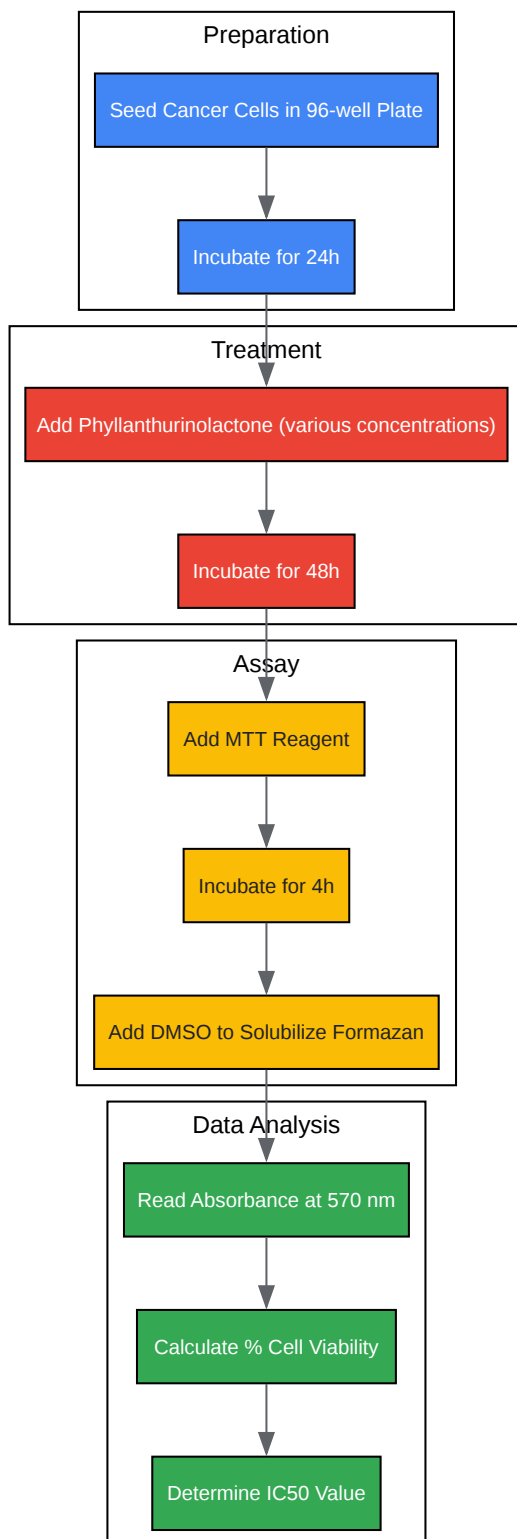 Preparation
Seed Cancer Cells in 96-well Plate
Incubate for 24h
Treatment
Add Phyllanthurinolactone (various concentrations)
Incubate for 48h
Assay
Add MTT Reagent
Incubate for 4h
Add DMSO to Solubilize Formazan
Data Analysis
Read Absorbance at 570 nm
Calculate % Cell Viability
Determine IC50 Value